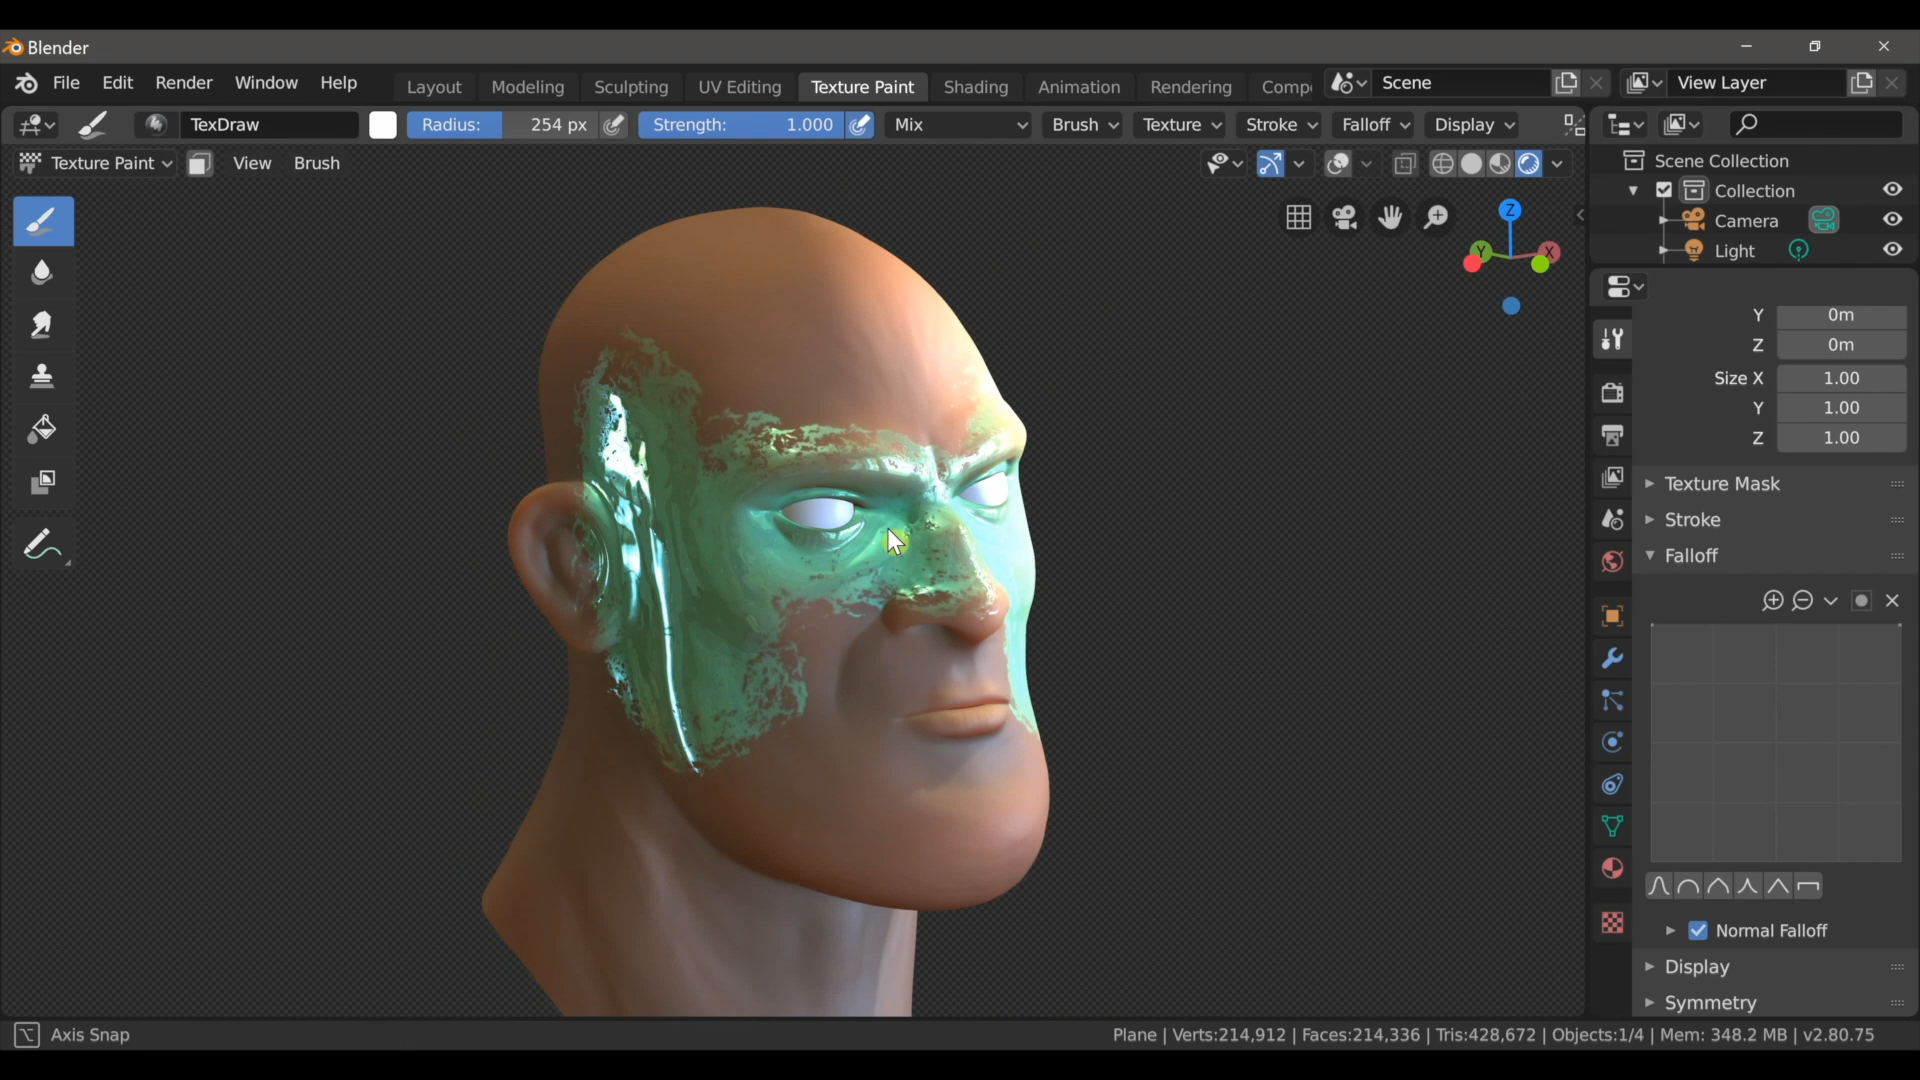 Blender
File Edit Render Window Help Layout Modeling Sculpting UV Editing Texture Paint Shading Animation Rendering Comp Scene View Layer
TexDraw Radius: 254 px Strength: 1.000 Mix Brush Texture Stroke Falloff Display
Texture Paint View Brush
Scene Collection
Collection
Camera
Light
Z
Y
X
Y 0m
Z 0m
Size X 1.00
Y 1.00
Z 1.00
Texture Mask
Stroke
Falloff
Normal Falloff
Display
Symmetry
Axis Snap
Plane | Verts:214,912 | Faces:214,336 | Tris:428,672 | Objects:1/4 | Mem: 348.2 MB | v2.80.75